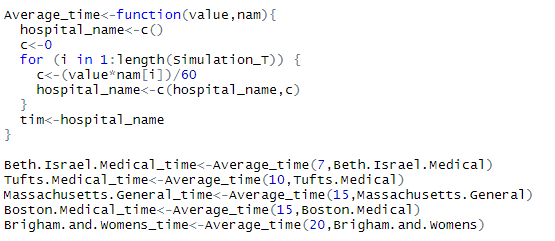 Average_time<-function(value,nam){
  hospital_name<-c()
  c<-0
  for (i in 1:length(Simulation_T)) {
    c<-(value*nam[i])/60
    hospital_name<-c(hospital_name,c)
  }
  tim<-hospital_name
}
Beth.Israel.Medical_time<-Average_time(7,Beth.Israel.Medical)
Tufts.Medical_time<-Average_time(10,Tufts.Medical)
Massachusetts.General_time<-Average_time(15,Massachusetts.General)
Boston.Medical_time<-Average_time(15,Boston.Medical)
Brigham.and.Womens_time<-Average_time(20,Brigham.and.Womens)